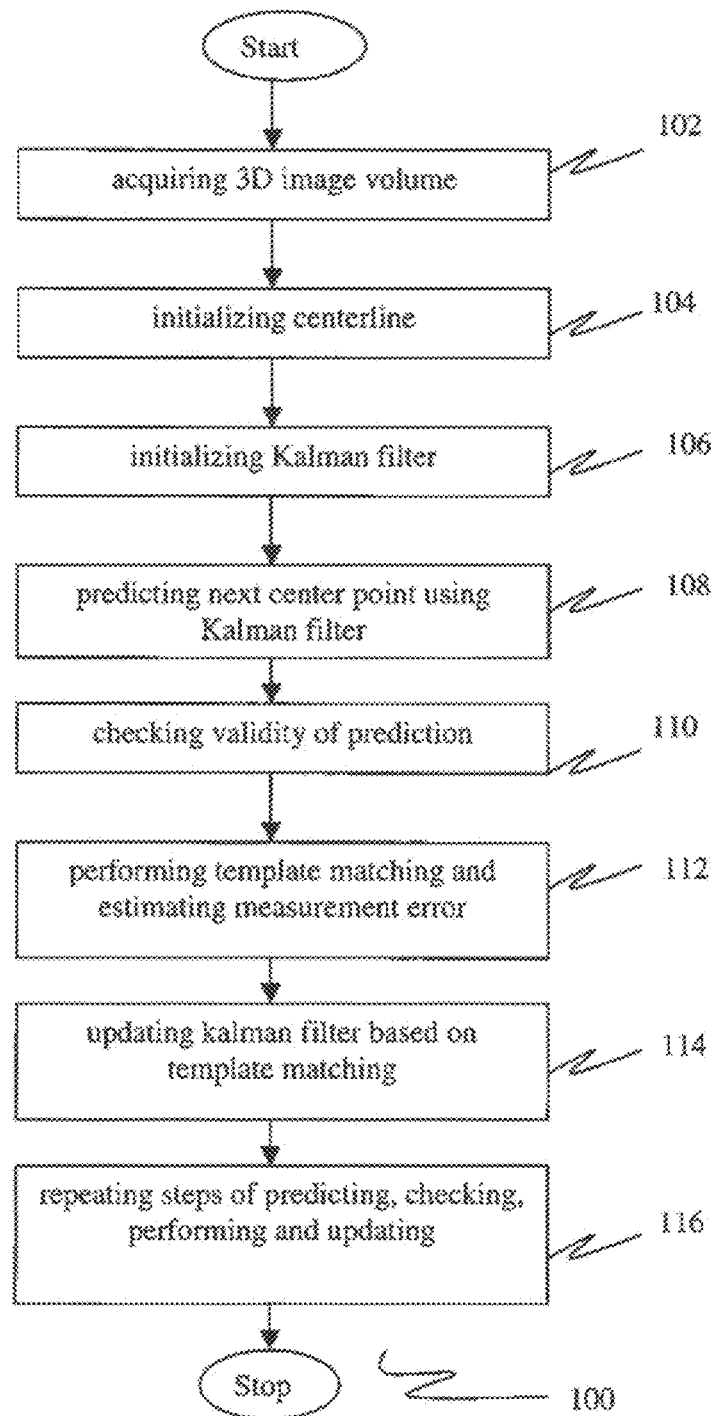 Start
102
acquiring 3D image volume
104
initializing centerline
106
initializing Kalman filter
108
predicting next center point using
Kalman filter
110
checking validity of prediction
112
performing template matching and
estimating measurement error
114
updating kalman filter based on
template matching
116
repeating steps of predicting, checking,
performing and updating
Stop
100